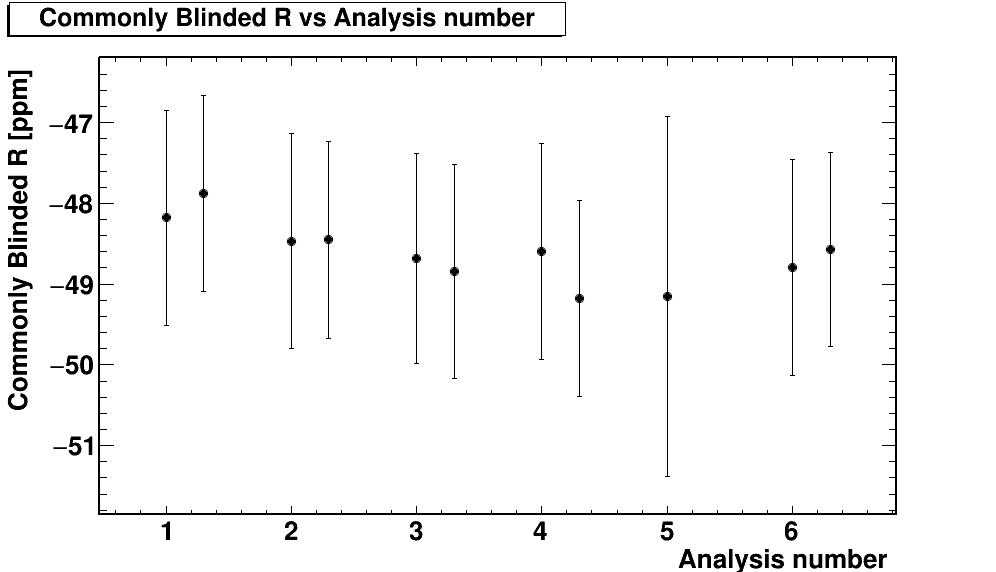 Commonly Blinded R vs Analysis number
Commonly Blinded R [ppm]
−47
−48
−49
−50
−51
1 2 3 4 5 6
Analysis number